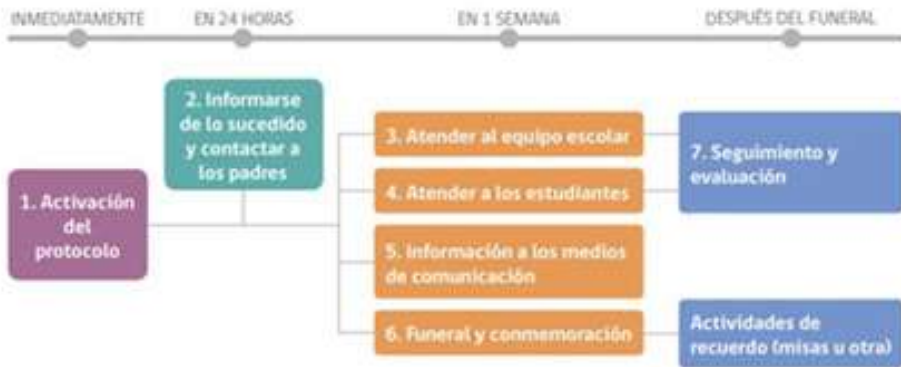 INMEDIATAMENTE
EN 24 HORAS
EN 1 SEMANA
DESPUÉS DEL FUNERAL
1. Activación
del
protocolo
2. Informarse
de lo sucedido
y contactar a
los padres
3. Atender al equipo escolar
4. Atender a los estudiantes
5. Información a los medios
de comunicación
6. Funeral y conmemoración
7. Seguimiento y
evaluación
Actividades de
recuerdo (misas u otra)